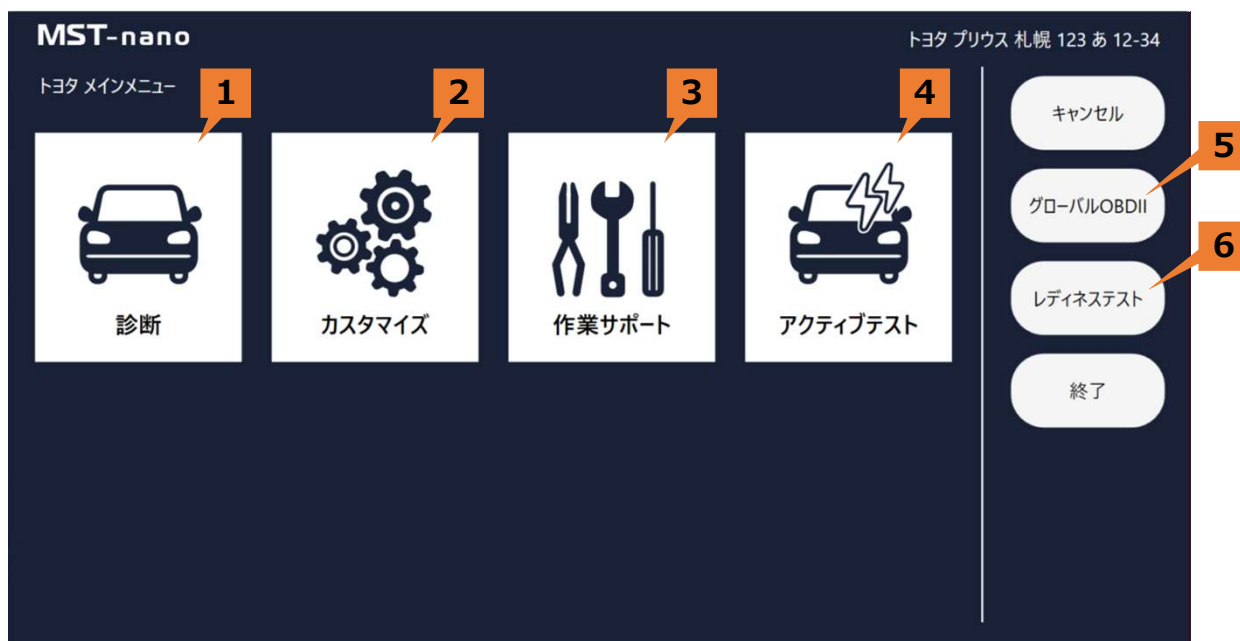 MST-nano
トヨタ プリウス 札幌 123 あ 12-34
トヨタ メインメニュー
1
2
3
4
診断
カスタマイズ
作業サポート
アクティブテスト
キャンセル
5
グローバルOBDII
6
レディネステスト
終了